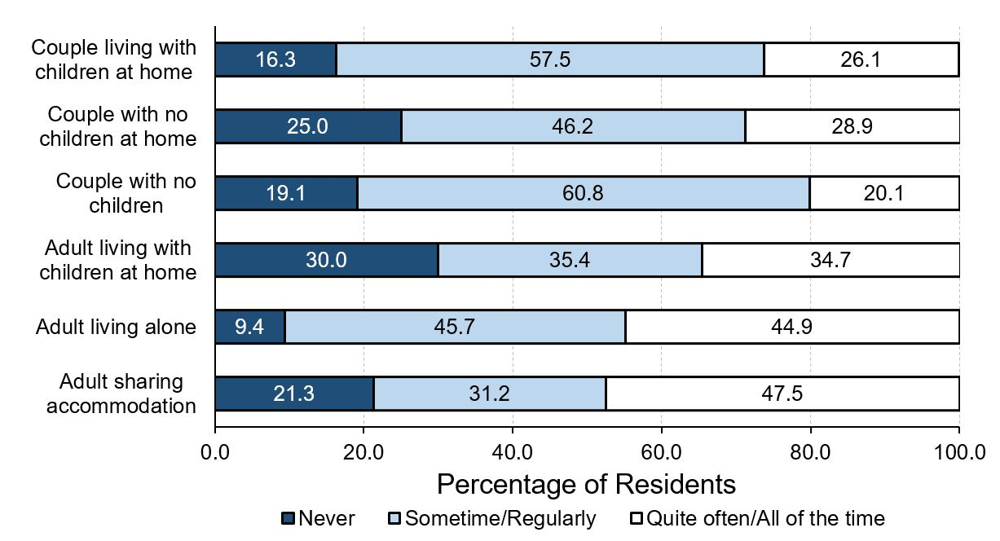 Couple living with
children at home
16.3
57.5
26.1
Couple with no
children at home
25.0
46.2
28.9
Couple with no
children
19.1
60.8
20.1
Adult living with
children at home
30.0
35.4
34.7
Adult living alone
9.4
45.7
44.9
Adult sharing
accommodation
21.3
31.2
47.5
0.0 20.0 40.0 60.0 80.0 100.0
Percentage of Residents
Never Sometime/Regularly Quite often/All of the time